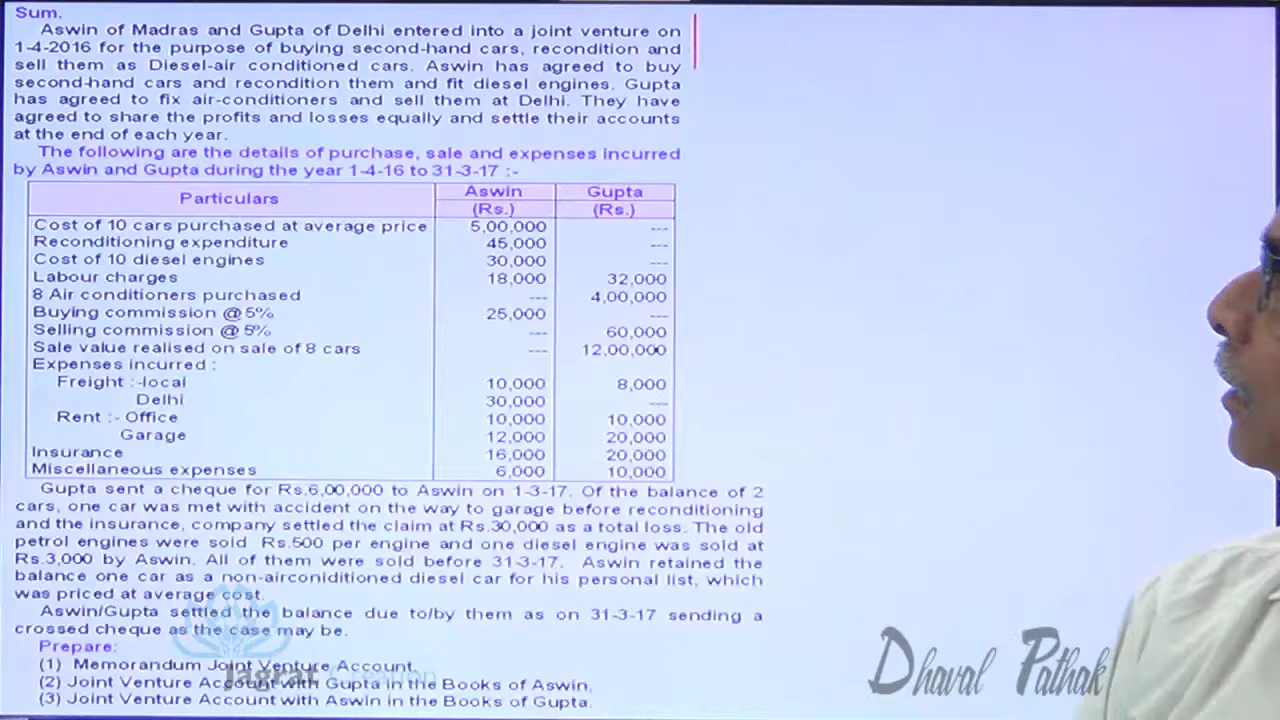 Sum.
Aswin of Madras and Gupta of Delhi entered into a joint venture on
1-4-2016 for the purpose of buying second-hand cars, recondition and
sell them as Diesel-air conditioned cars. Aswin has agreed to buy
second-hand cars and recondition them and fit diesel engines. Gupta
has agreed to fix air-conditioners and sell them at Delhi. They have
agreed to share the profits and losses equally and settle their accounts
at the end of each year.
The following are the details of purchase, sale and expenses incurred
by Aswin and Gupta during the year 1-4-16 to 31-3-17 :-
Particulars Aswin (Rs.) Gupta (Rs.)
Cost of 10 cars purchased at average price 5,00,000 ---
Reconditioning expenditure 45,000 ---
Cost of 10 diesel engines 30,000 ---
Labour charges 18,000 32,000
8 Air conditioners purchased --- 4,00,000
Buying commission @ 5% 25,000 ---
Selling commission @ 5% --- 60,000
Sale value realised on sale of 8 cars --- 12,00,000
Expenses incurred :
Freight :-local 10,000 8,000
Delhi 30,000 ---
Rent :- Office 10,000 10,000
Garage 12,000 20,000
Insurance 16,000 20,000
Miscellaneous expenses 6,000 10,000
Gupta sent a cheque for Rs.6,00,000 to Aswin on 1-3-17. Of the balance of 2
cars, one car was met with accident on the way to garage before reconditioning
and the insurance, company settled the claim at Rs.30,000 as a total loss. The old
petrol engines were sold Rs.500 per engine and one diesel engine was sold at
Rs.3,000 by Aswin. All of them were sold before 31-3-17. Aswin retained the
balance one car as a non-airconiditioned diesel car for his personal list, which
was priced at average cost.
Aswin/Gupta settled the balance due to/by them as on 31-3-17 sending a
crossed cheque as the case may be.
Prepare:
(1) Memorandum Joint Venture Account.
(2) Joint Venture Account with Gupta in the Books of Aswin.
(3) Joint Venture Account with Aswin in the Books of Gupta.
Jagrat Creation
Dhaval Pathak